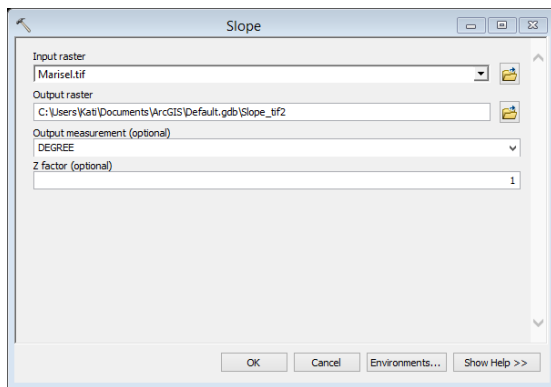 Slope
Input raster
Marisel.tif
Output raster
C:\Users\Kati\Documents\ArcGIS\Default.gdb\Slope_tif2
Output measurement (optional)
DEGREE
Z factor (optional)
1
OK Cancel Environments... Show Help >>